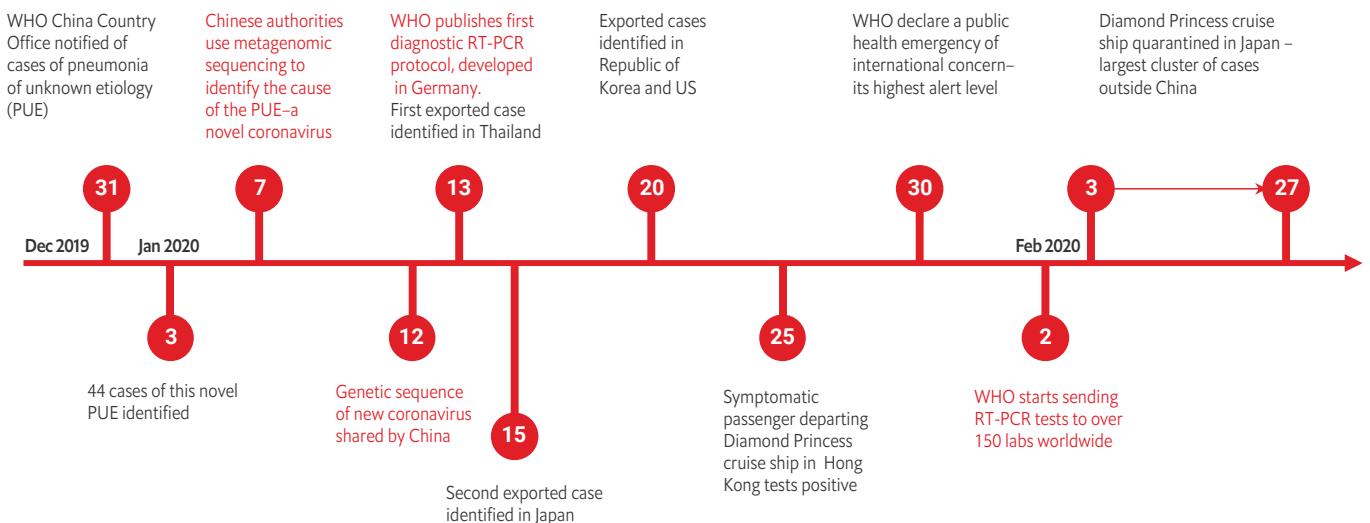 WHO China Country
Office notified of
cases of pneumonia
of unknown etiology
(PUE)
Chinese authorities
use metagenomic
sequencing to
identify the cause
of the PUE–a
novel coronavirus
WHO publishes first
diagnostic RT-PCR
protocol, developed
in Germany.
First exported case
identified in Thailand
Exported cases
identified in
Republic of
Korea and US
WHO declare a public
health emergency of
international concern–
its highest alert level
Diamond Princess cruise
ship quarantined in Japan –
largest cluster of cases
outside China
31
7
13
20
30
3
27
Dec 2019
Jan 2020
Feb 2020
3
12
15
25
2
44 cases of this novel
PUE identified
Genetic sequence
of new coronavirus
shared by China
Second exported case
identified in Japan
Symptomatic
passenger departing
Diamond Princess
cruise ship in Hong
Kong tests positive
WHO starts sending
RT-PCR tests to over
150 labs worldwide